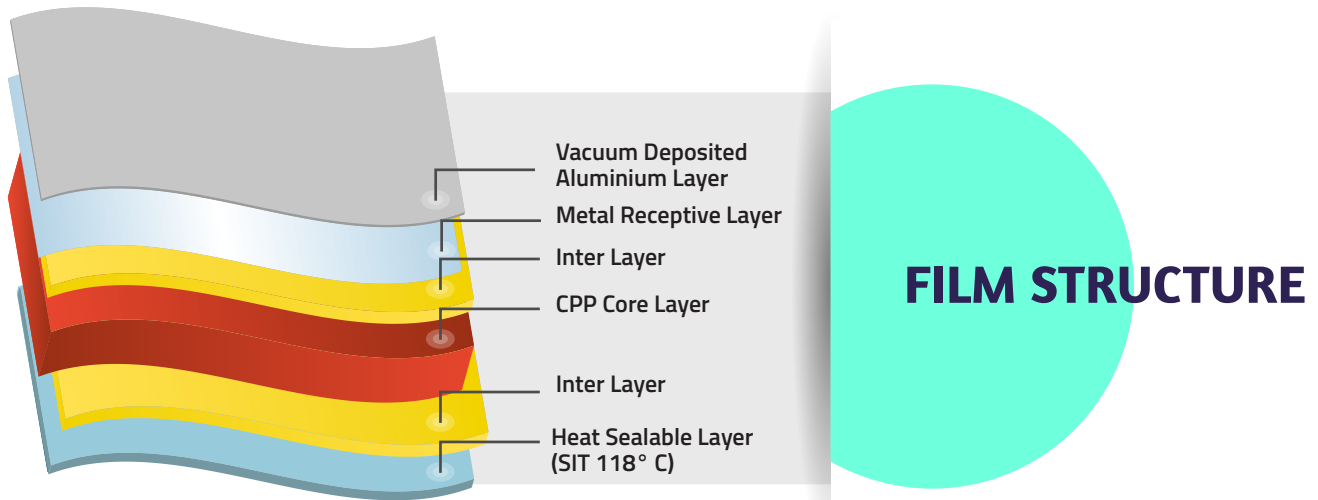 Vacuum Deposited
Aluminium Layer
Metal Receptive Layer
Inter Layer
CPP Core Layer
Inter Layer
Heat Sealable Layer
(SIT 118° C)
FILM STRUCTURE